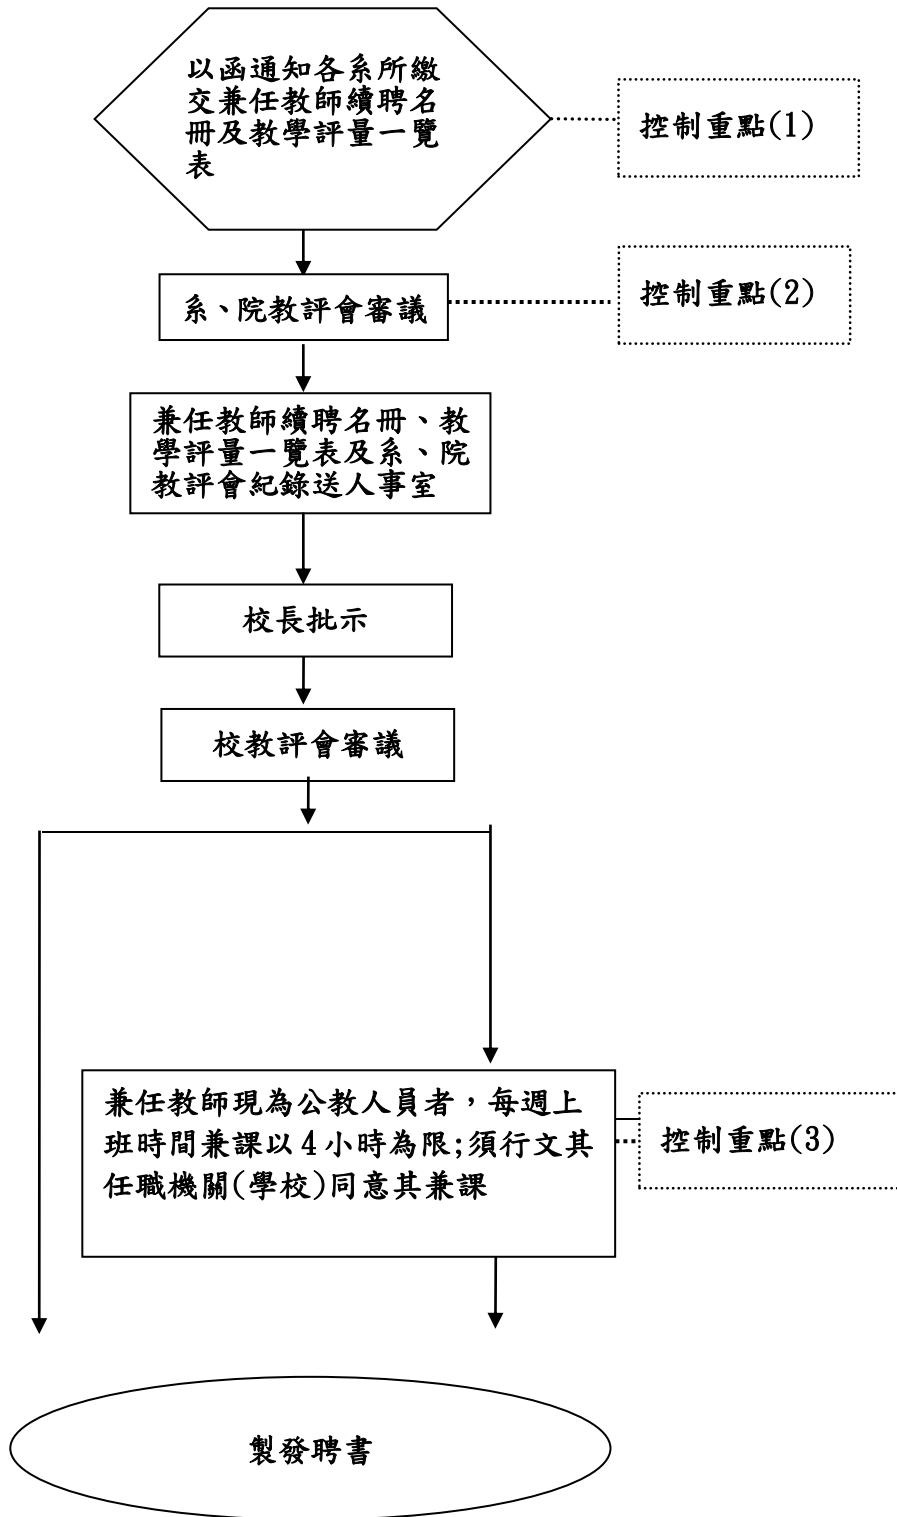 以函通知各系所繳
交兼任教師續聘名
冊及教學評量一覽
表
控制重點(1)
系、院教評會審議
控制重點(2)
兼任教師續聘名冊、教
學評量一覽表及系、院
教評會紀錄送人事室
校長批示
校教評會審議
兼任教師現為公教人員者，每週上
班時間兼課以4小時為限;須行文其
任職機關(學校)同意其兼課
控制重點(3)
製發聘書